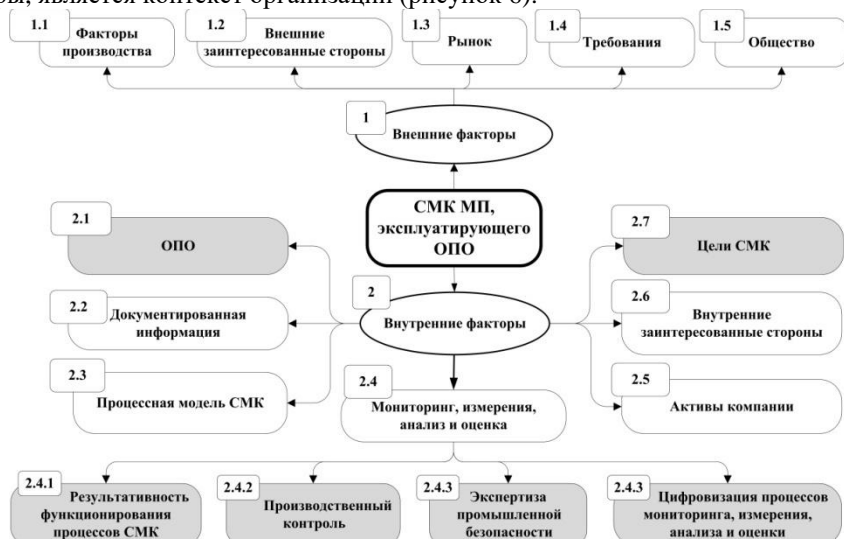 ры, является контекст организации (рисунок 6).
1.1
Факторы
производства
1.2
Внешние
заинтересованные стороны
1.3
Рынок
1.4
Требования
1.5
Общество
1
Внешние факторы
СМК МП,
эксплуатирующего
ОПО
2.1
ОПО
2.7
Цели СМК
2.2
Документированная
информация
2
Внутренние факторы
2.6
Внутренние
заинтересованные стороны
2.3
Процессная модель СМК
2.4
Мониторинг, измерения,
анализ и оценка
2.5
Активы компании
2.4.1
Результативность
функционирования
процессов СМК
2.4.2
Производственный
контроль
2.4.3
Экспертиза
промышленной
безопасности
2.4.3
Цифровизация процессов
мониторинга, измерения,
анализа и оценки